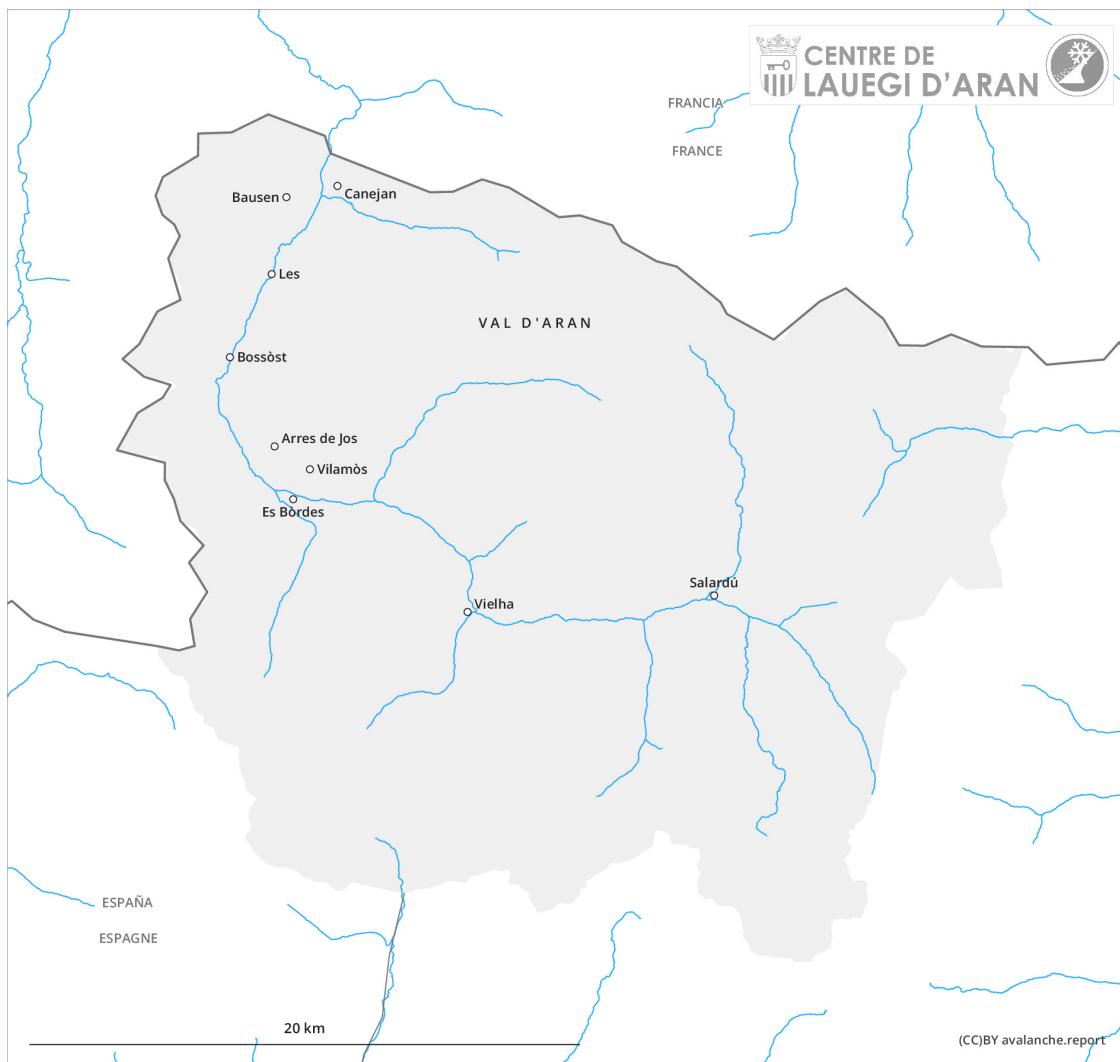 CENTRE DE
LAUEGI D'ARAN
FRANCIA
FRANCE
Bausen
Canejan
Les
VAL D'ARAN
Bossòst
Arres de Jos
Vilamòs
Es Bòrdes
Salardú
Vielha
ESPAÑA
ESPAGNE
20 km
(CC)BY avalanche.report